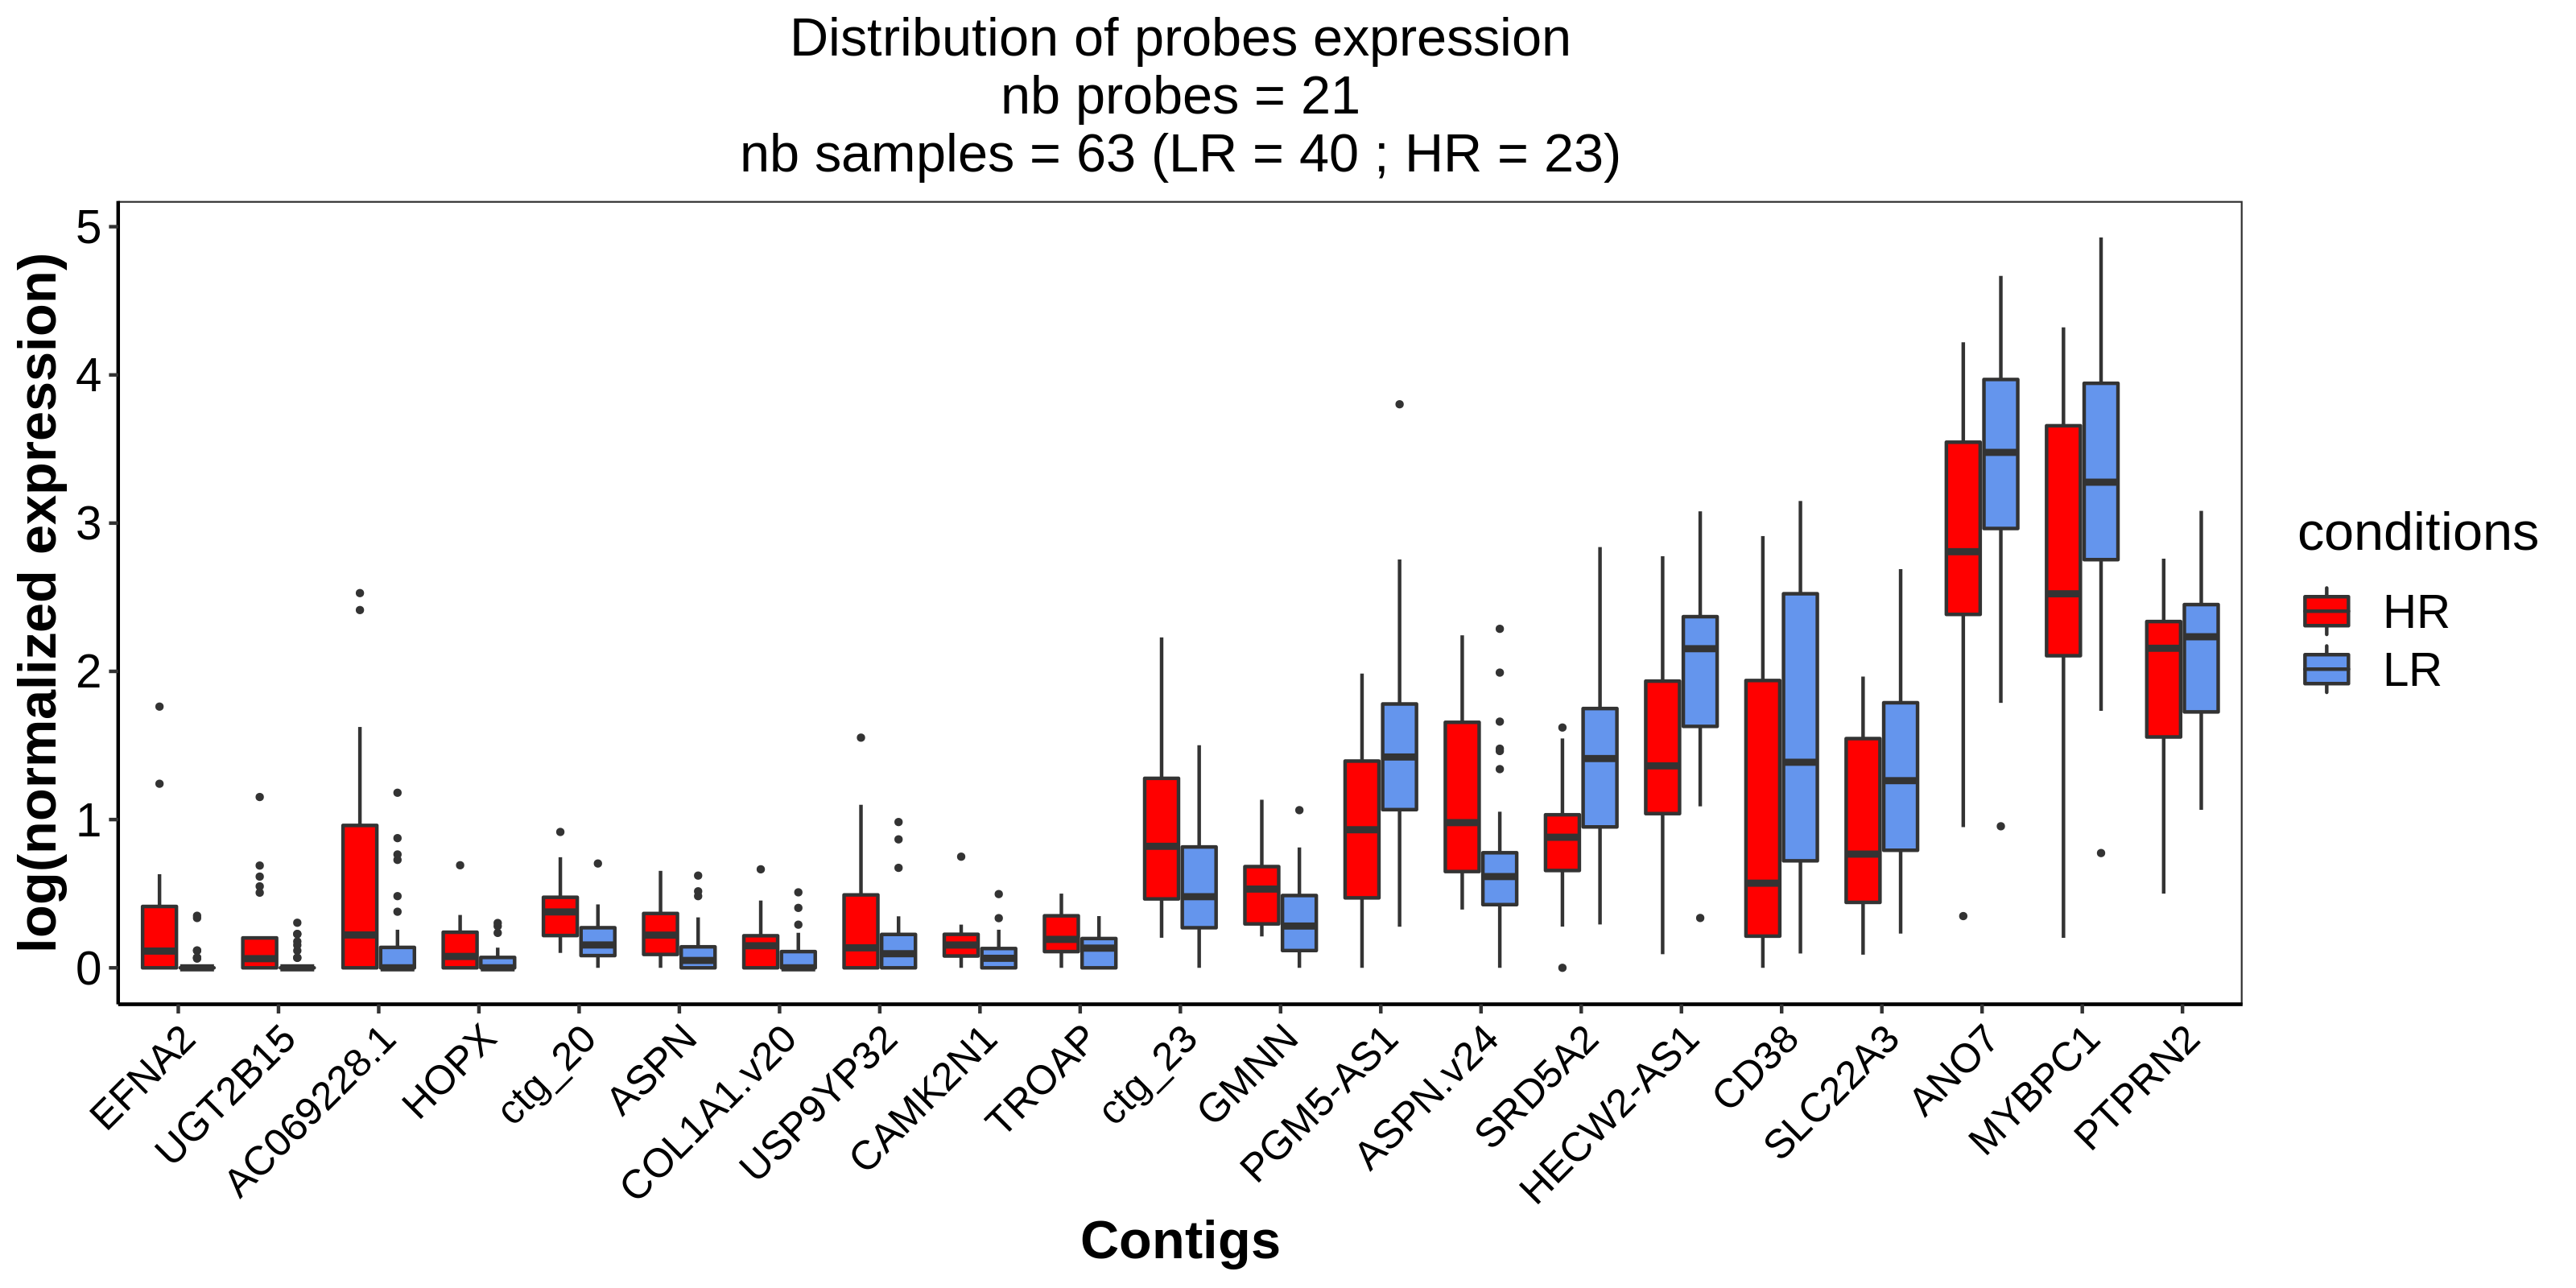 Distribution of probes expression
nb probes = 21
nb samples = 63 (LR = 40 ; HR = 23)
log(normalized expression)
5
4
3
2
1
0
EFNA2
UGT2B15
AC069228.1
HOPX
ctg_20
ASPN
COL1A1.v20
USP9YP32
CAMK2N1
TROAP
ctg_23
GMNN
PGM5-AS1
ASPN.v24
SRD5A2
HECW2-AS1
CD38
SLC22A3
ANO7
MYBPC1
PTPRN2
Contigs
conditions
HR
LR